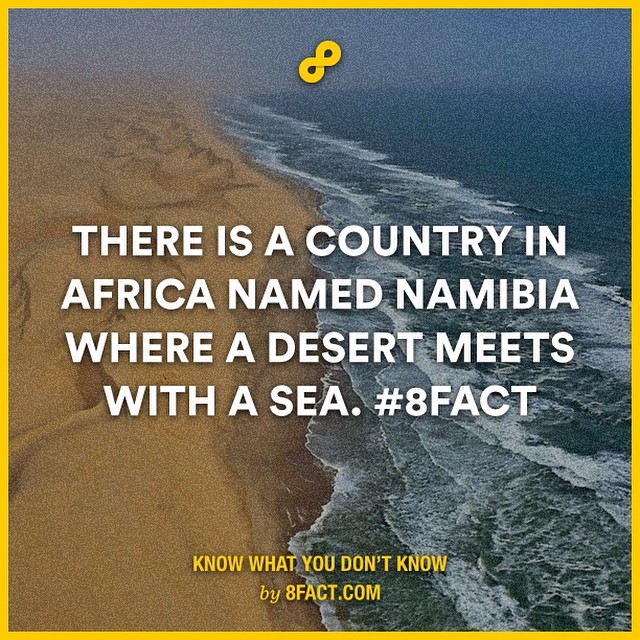 THERE IS A COUNTRY IN
AFRICA NAMED NAMIBIA
WHERE A DESERT MEETS
WITH A SEA. #8FACT
KNOW WHAT YOU DON'T KNOW
by 8FACT.COM